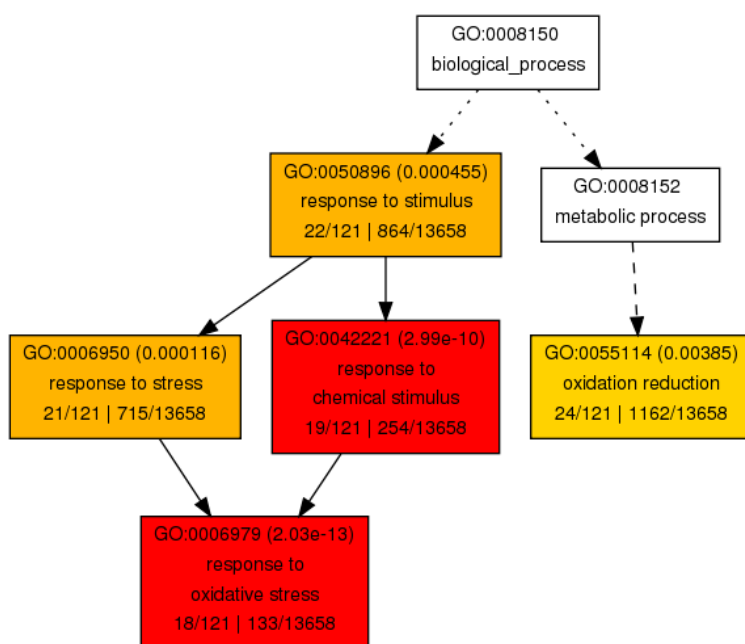 GO:0008150
biological_process
GO:0050896 (0.000455)
response to stimulus
22/121 | 864/13658
GO:0008152
metabolic process
GO:0006950 (0.000116)
response to stress
21/121 | 715/13658
GO:0042221 (2.99e-10)
response to
chemical stimulus
19/121 | 254/13658
GO:0055114 (0.00385)
oxidation reduction
24/121 | 1162/13658
GO:0006979 (2.03e-13)
response to
oxidative stress
18/121 | 133/13658